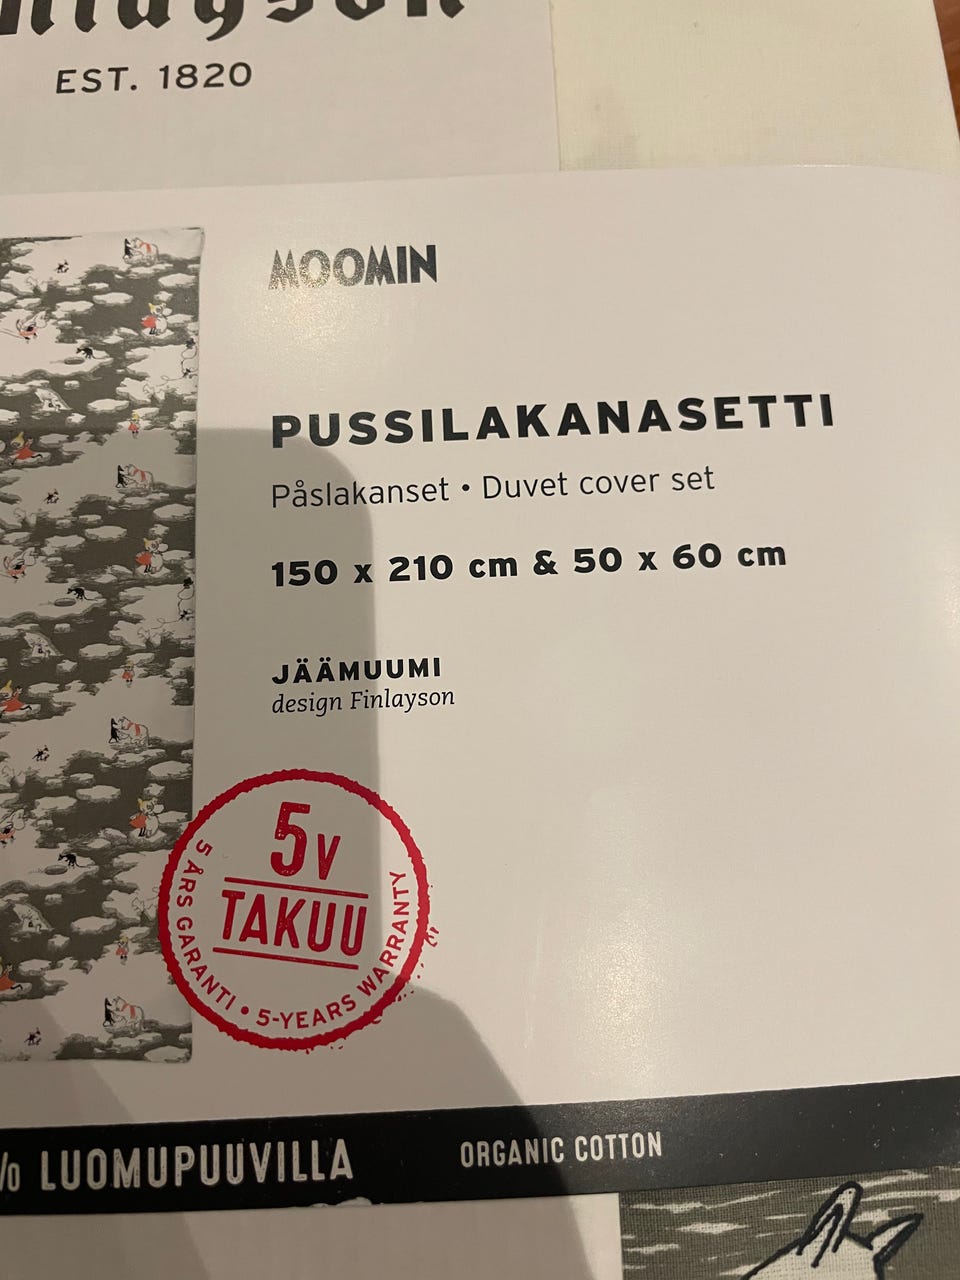 EST. 1820
MOOMIN
PUSSILAKANASETTI
Påslakanset • Duvet cover set
150 x 210 cm & 50 x 60 cm
JÄÄMUUMI
design Finlayson
5V
TAKUU
5 ÅRS GARANTI • 5-YEARS WARRANTY
% LUOMUPUUVILLA ORGANIC COTTON